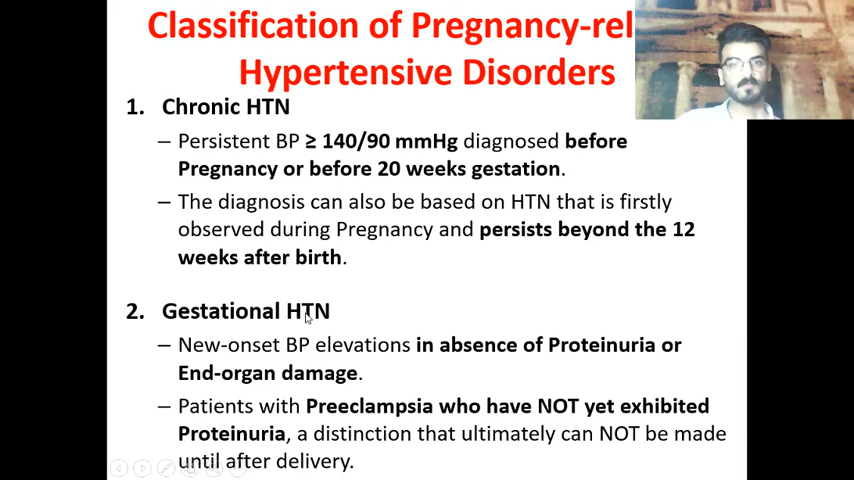 Classification of Pregnancy-rel
Hypertensive Disorders
1. Chronic HTN
– Persistent BP ≥ 140/90 mmHg diagnosed before
Pregnancy or before 20 weeks gestation.
– The diagnosis can also be based on HTN that is firstly
observed during Pregnancy and persists beyond the 12
weeks after birth.
2. Gestational HTN
– New-onset BP elevations in absence of Proteinuria or
End-organ damage.
– Patients with Preeclampsia who have NOT yet exhibited
Proteinuria, a distinction that ultimately can NOT be made
until after delivery.